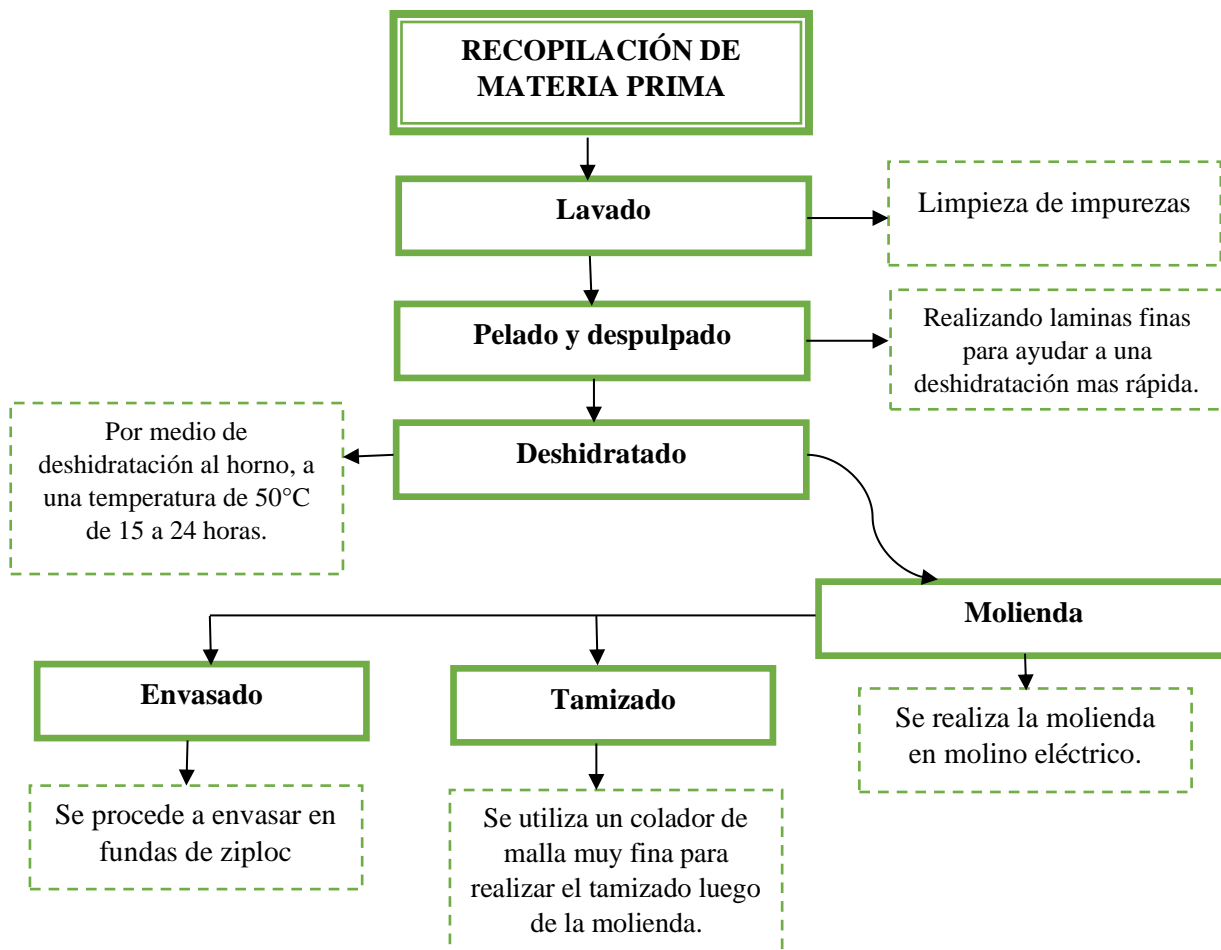 RECOPILACIÓN DE
MATERIA PRIMA
Lavado
Limpieza de impurezas
Pelado y despulpado
Realizando laminas finas
para ayudar a una
deshidratación mas rápida.
Deshidratado
Por medio de
deshidratación al horno, a
una temperatura de 50°C
de 15 a 24 horas.
Molienda
Se realiza la molienda
en molino eléctrico.
Tamizado
Se utiliza un colador de
malla muy fina para
realizar el tamizado luego
de la molienda.
Envasado
Se procede a envasar en
fundas de ziploc